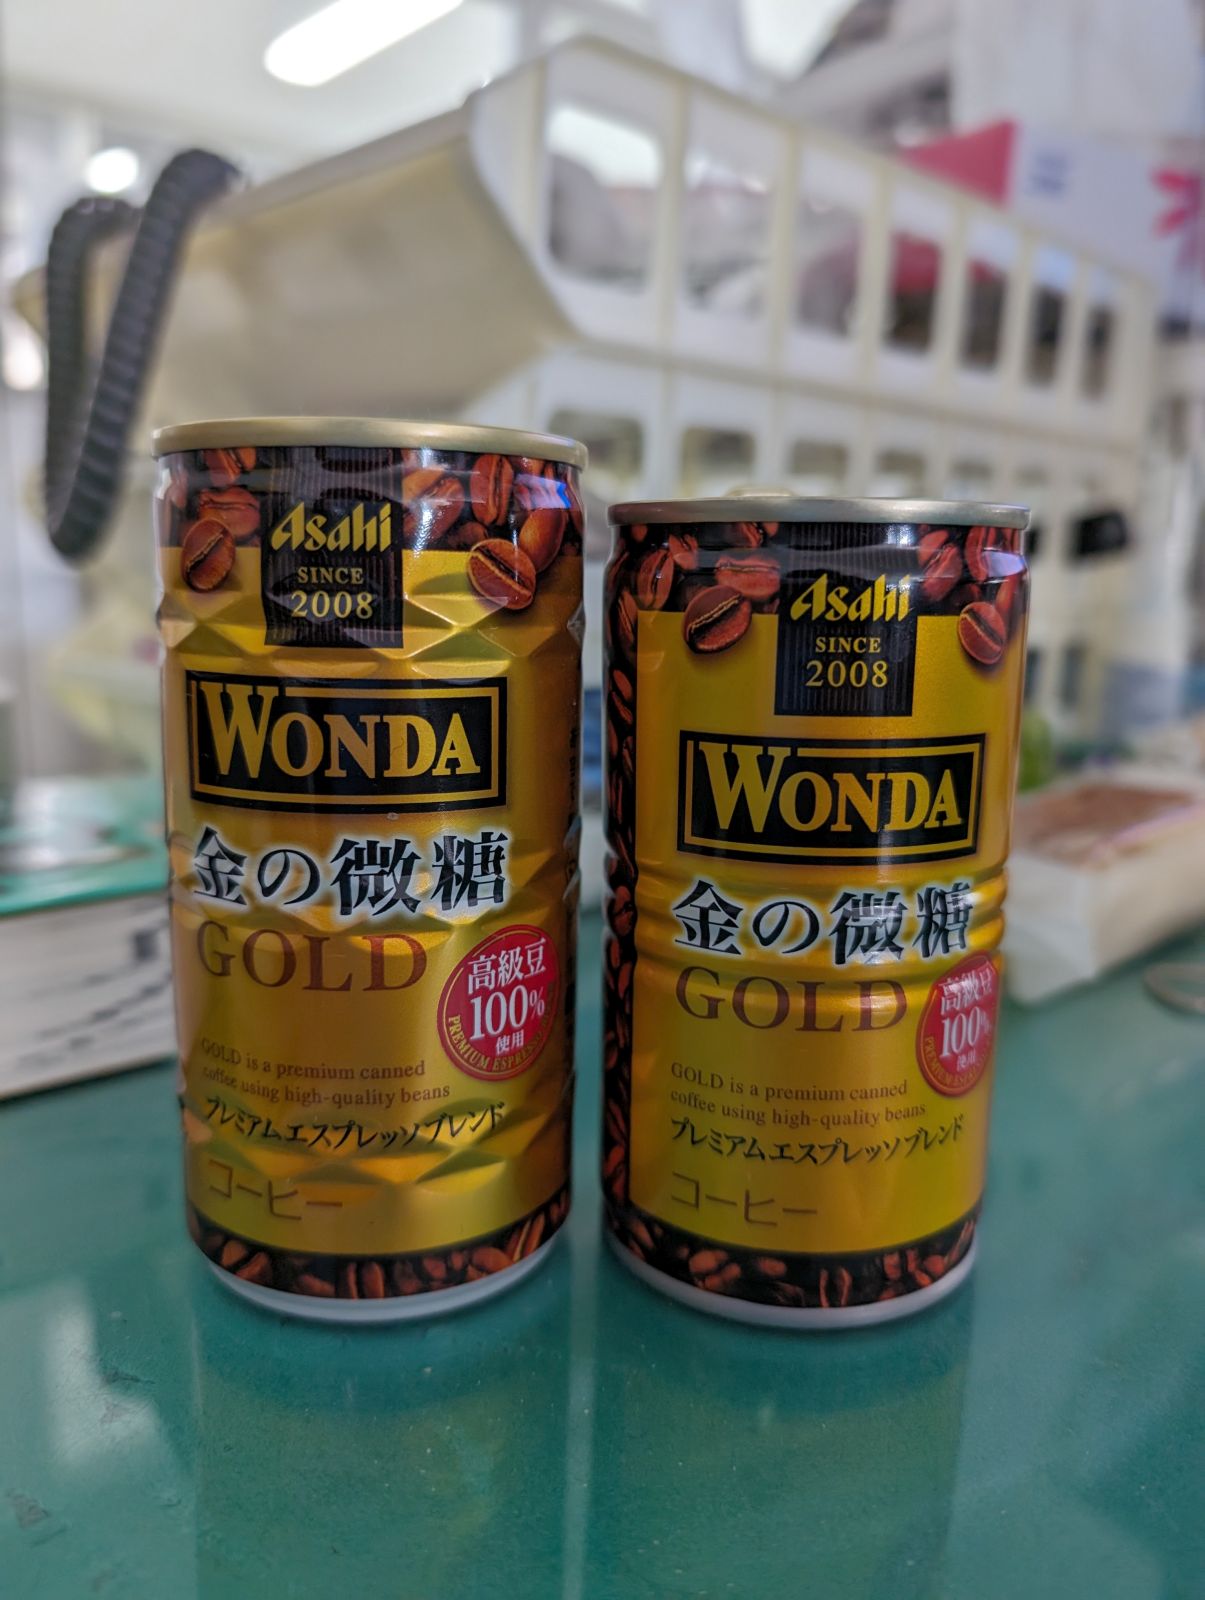 Asahi
SINCE
2008
WONDA
金の微糖
GOLD
高級豆
100%
使用
GOLD is a premium canned
coffee using high-quality beans
プレミアムエスプレッソブレンド
コーヒー
Asahi
SINCE
2008
WONDA
金の微糖
GOLD
高級豆
100%
使用
GOLD is a premium canned
coffee using high-quality beans
プレミアムエスプレッソブレンド
コーヒー